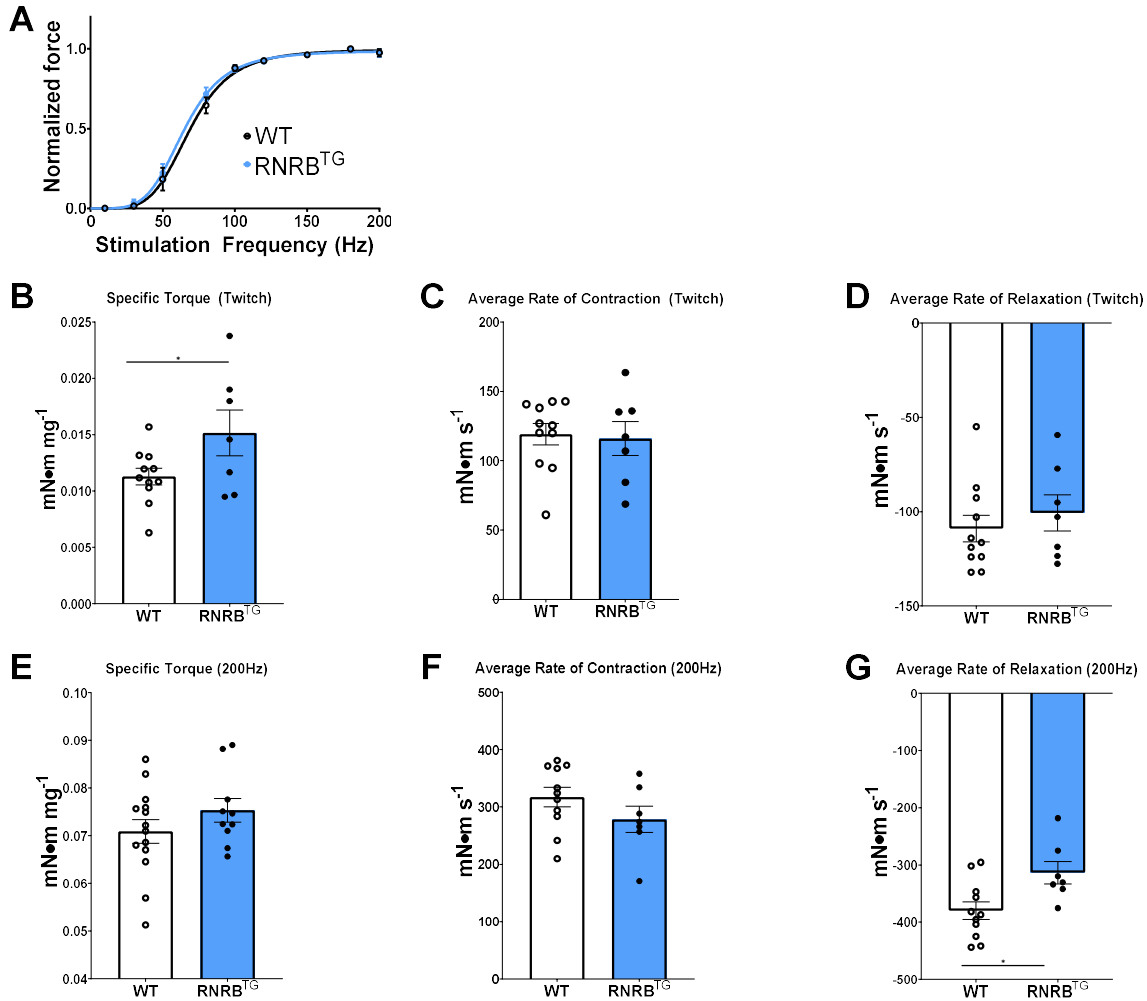 A
Normalized force
1.0
0.5
0.0
0 50 100 150 200
Stimulation Frequency (Hz)
WT
RNRB^TG
B
Specific Torque (Twitch)
mN•m mg^-1
0.025
0.020
0.015
0.010
0.005
0.000
*
WT RNRB^TG
C
Average Rate of Contraction (Twitch)
mN•m s^-1
200
150
100
50
0
WT RNRB^TG
D
Average Rate of Relaxation (Twitch)
mN•m s^-1
0
-50
-100
-150
WT RNRB^TG
E
Specific Torque (200Hz)
mN•m mg^-1
0.10
0.09
0.08
0.07
0.06
0.05
0.04
WT RNRB^TG
F
Average Rate of Contraction (200Hz)
mN•m s^-1
500
400
300
200
100
0
WT RNRB^TG
G
Average Rate of Relaxation (200Hz)
mN•m s^-1
0
-100
-200
-300
-400
-500
*
WT RNRB^TG